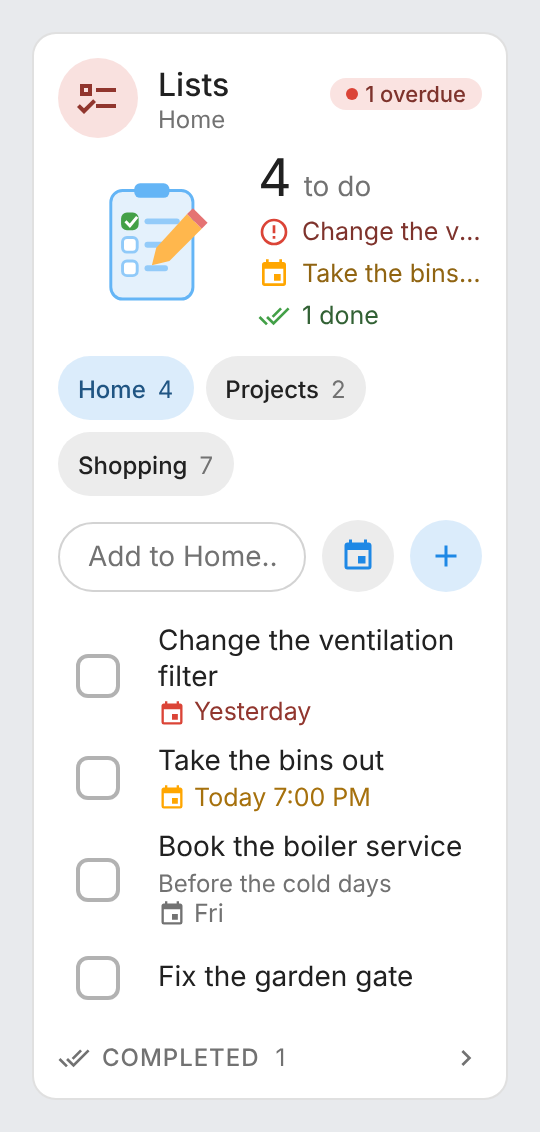 Lists
Home
1 overdue
4 to do
Change the v...
Take the bins...
1 done
Home 4
Projects 2
Shopping 7
Add to Home..
Change the ventilation
filter
Yesterday
Take the bins out
Today 7:00 PM
Book the boiler service
Before the cold days
Fri
Fix the garden gate
COMPLETED 1